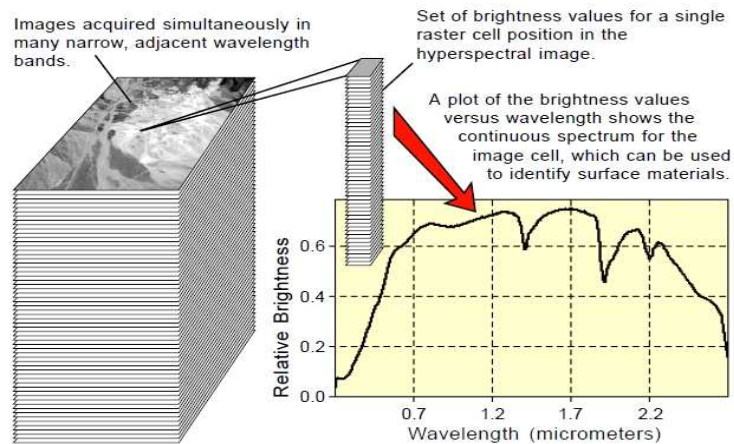 Images acquired simultaneously in
many narrow, adjacent wavelength
bands.
Set of brightness values for a single
raster cell position in the
hyperspectral image.
A plot of the brightness values
versus wavelength shows the
continuous spectrum for the
image cell, which can be used
to identify surface materials.
Relative Brightness
0.6
0.4
0.2
0.0
0.7 1.2 1.7 2.2
Wavelength (micrometers)